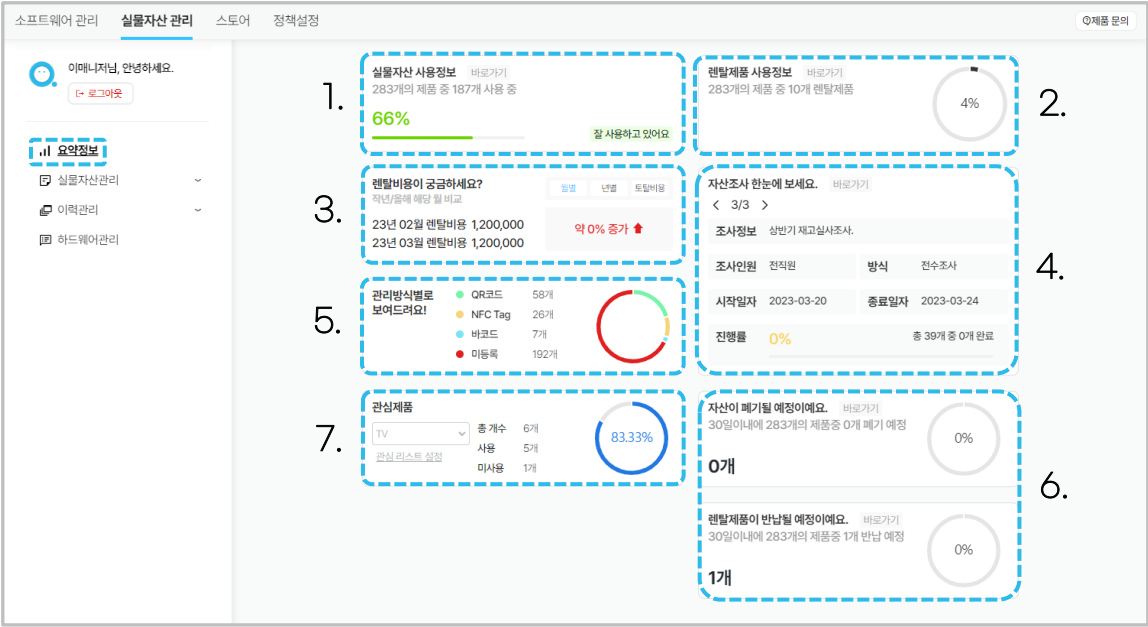 소프트웨어 관리 실물자산 관리 스토어 정책설정 제품 문의
이매니저님, 안녕하세요.
로그아웃
요약정보
실물자산관리
이력관리
하드웨어관리
1.
실물자산 사용정보 바로가기
283개의 제품 중 187개 사용 중
66%
잘 사용하고 있어요
2.
렌탈제품 사용정보 바로가기
283개의 제품 중 10개 렌탈제품
4%
3.
렌탈비용이 궁금하세요?
작년/올해 해당 월 비교
월별 년별 토탈비용
23년 02월 렌탈비용 1,200,000
23년 03월 렌탈비용 1,200,000
약 0% 증가
4.
자산조사 한눈에 보세요. 바로가기
< 3/3 >
조사정보 상반기 재고실사조사.
조사인원 전직원 방식 전수조사
시작일자 2023-03-20 종료일자 2023-03-24
진행률 0% 총 39개 중 0개 완료
5.
관리방식별로
보여드려요!
QR코드 58개
NFC Tag 26개
바코드 7개
미등록 192개
7.
관심제품
TV
관심 리스트 설정
총 개수 6개
사용 5개
미사용 1개
83.33%
6.
자산이 폐기될 예정이예요. 바로가기
30일이내에 283개의 제품중 0개 폐기 예정
0개
0%
렌탈제품이 반납될 예정이예요. 바로가기
30일이내에 283개의 제품중 1개 반납 예정
1개
0%